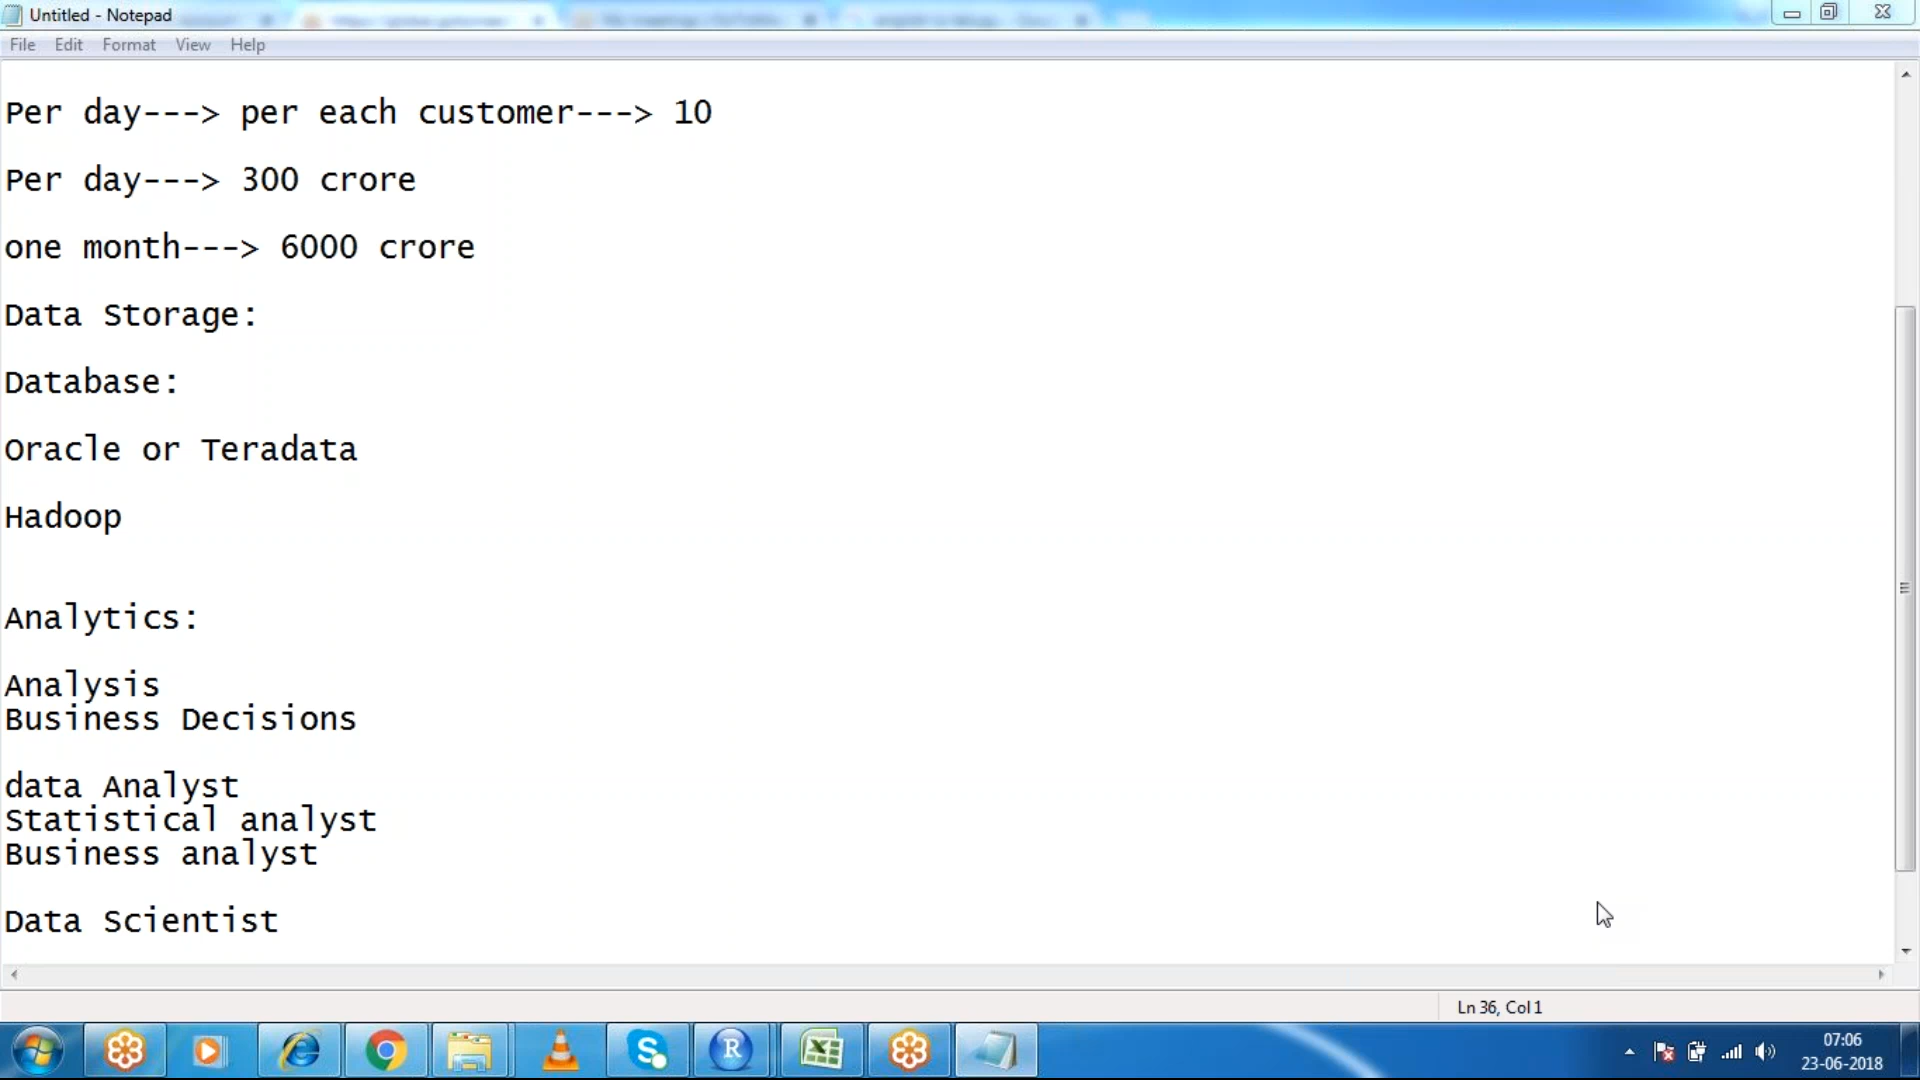 Untitled - Notepad
File Edit Format View Help
Per day---> per each customer---> 10
Per day---> 300 crore
one month---> 6000 crore
Data Storage:
Database:
Oracle or Teradata
Hadoop
Analytics:
Analysis
Business Decisions
data Analyst
Statistical analyst
Business analyst
Data Scientist
Ln 36, Col 1
07:06
23-06-2018